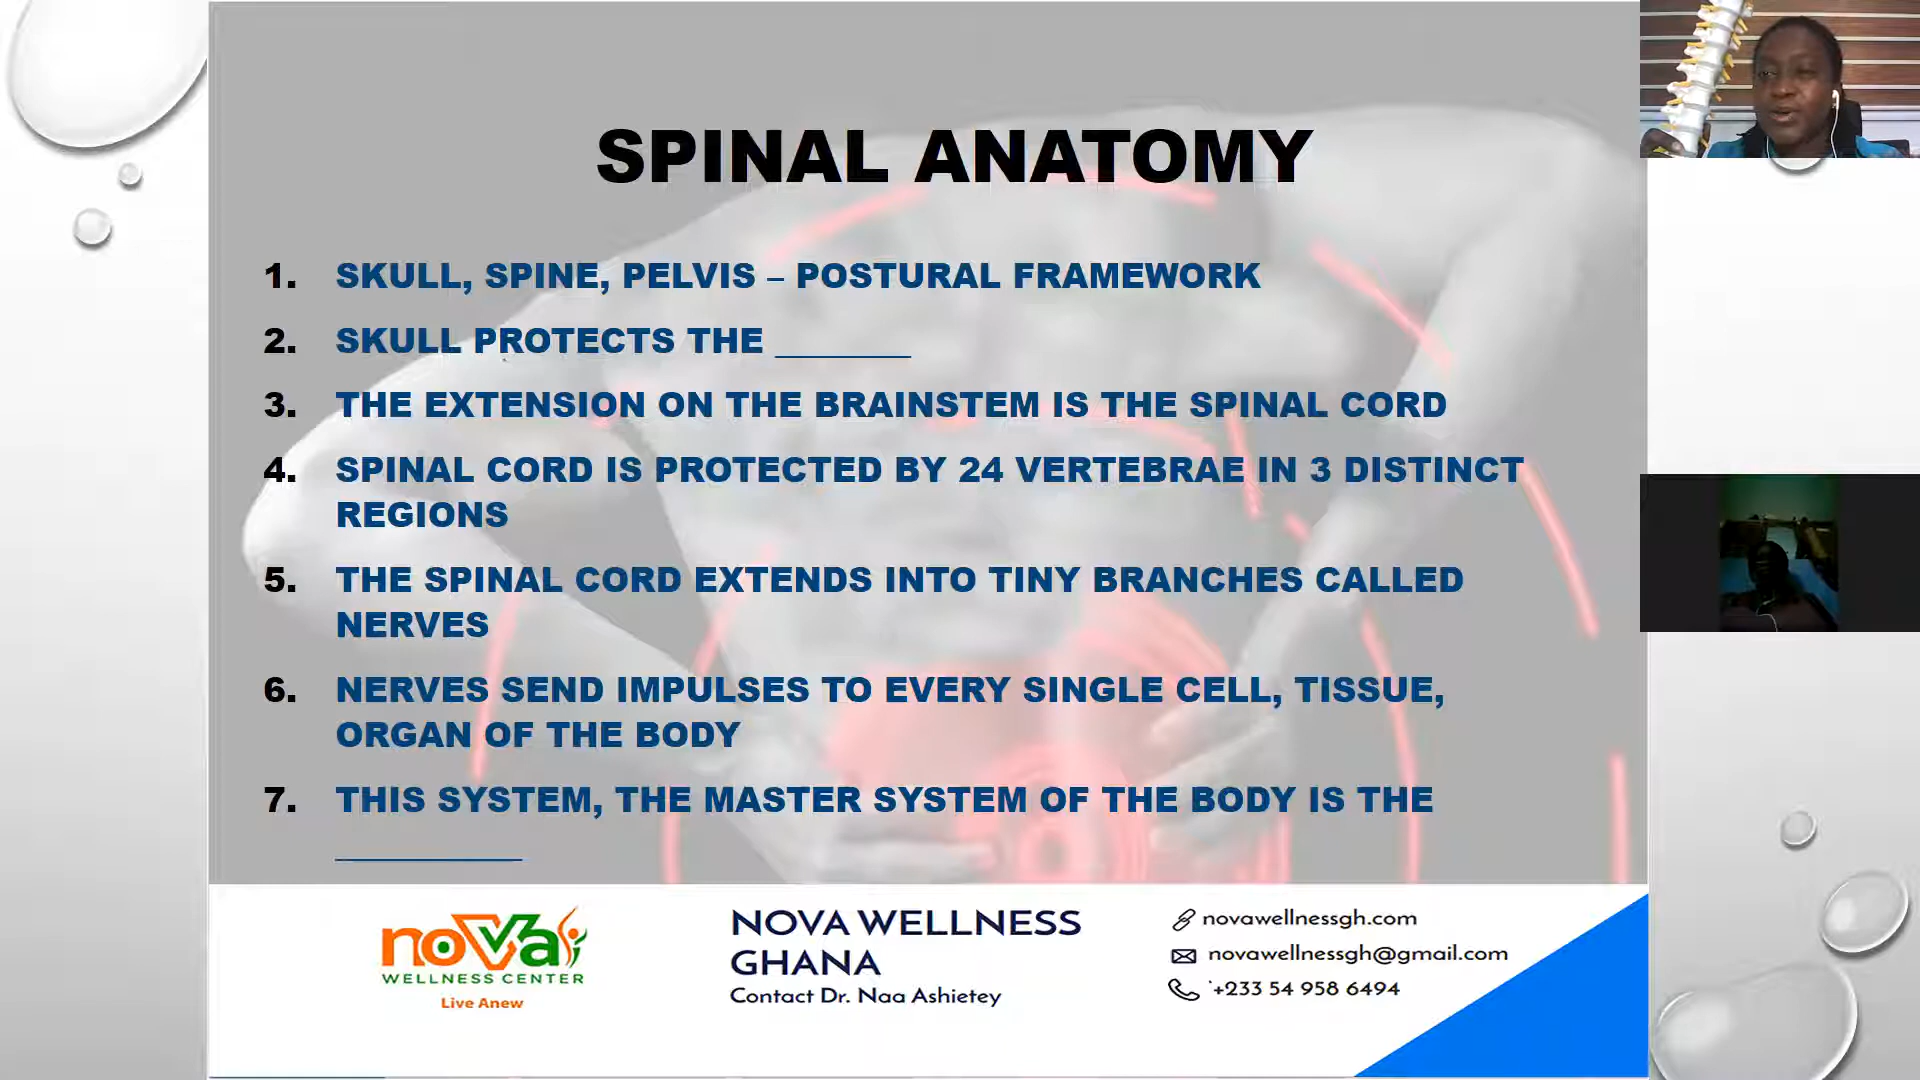 SPINAL ANATOMY
1. SKULL, SPINE, PELVIS – POSTURAL FRAMEWORK
2. SKULL PROTECTS THE ________
3. THE EXTENSION ON THE BRAINSTEM IS THE SPINAL CORD
4. SPINAL CORD IS PROTECTED BY 24 VERTEBRAE IN 3 DISTINCT
REGIONS
5. THE SPINAL CORD EXTENDS INTO TINY BRANCHES CALLED
NERVES
6. NERVES SEND IMPULSES TO EVERY SINGLE CELL, TISSUE,
ORGAN OF THE BODY
7. THIS SYSTEM, THE MASTER SYSTEM OF THE BODY IS THE
___________
nova
WELLNESS CENTER
Live Anew
NOVA WELLNESS
GHANA
Contact Dr. Naa Ashietey
novawellnessgh.com
novawellnessgh@gmail.com
+233 54 958 6494